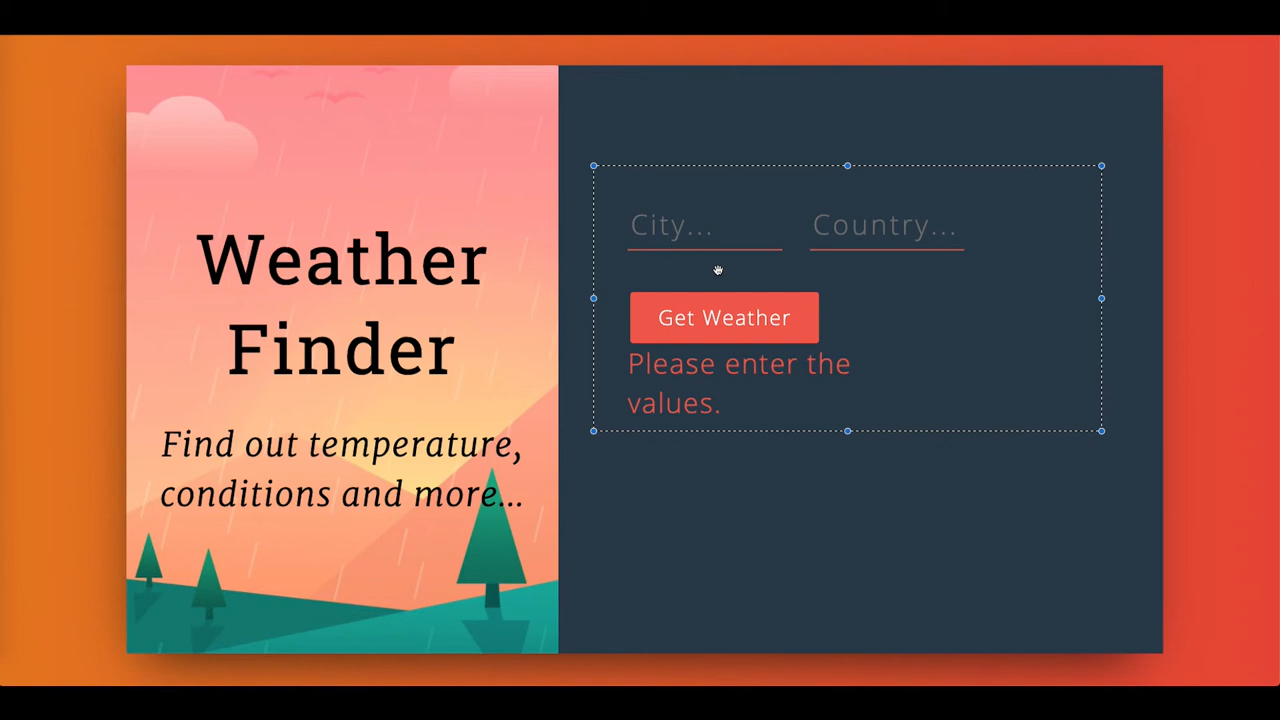 Weather
Finder
Find out temperature,
conditions and more...
City...
Country...
Get Weather
Please enter the
values.